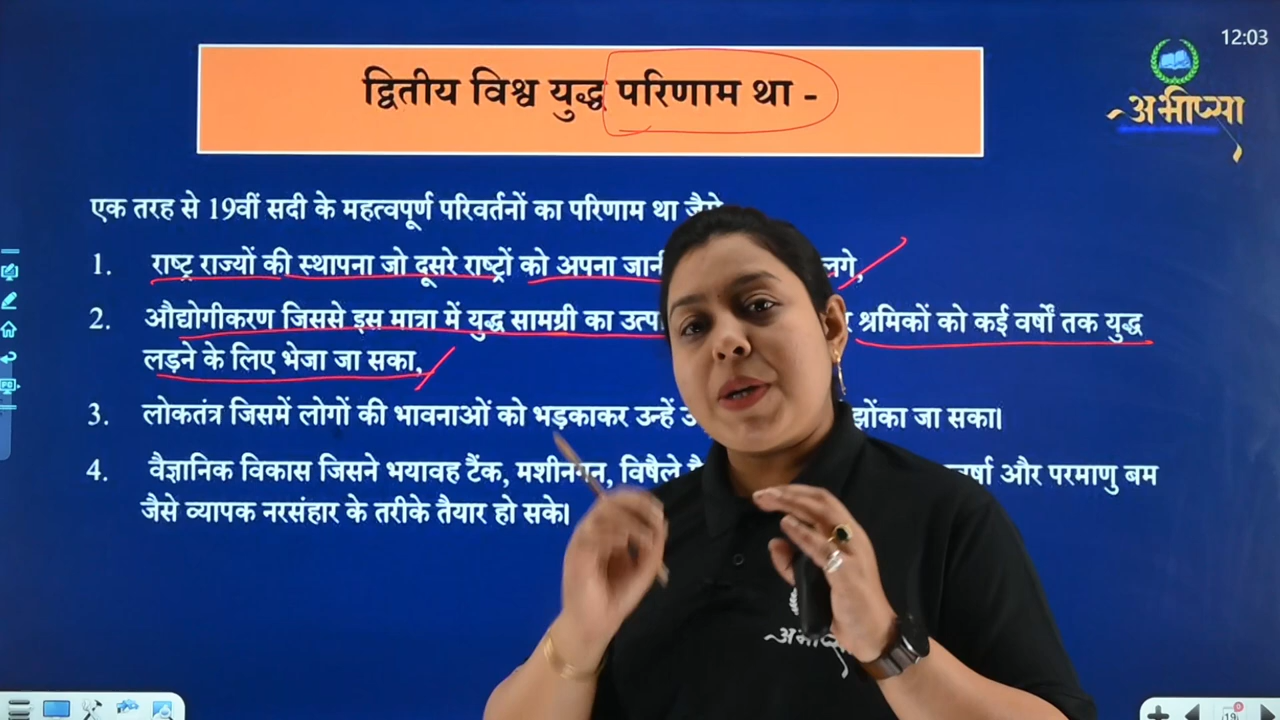 12:03
अभीप्सा
द्वितीय विश्व युद्ध परिणाम था -
एक तरह से 19वीं सदी के महत्वपूर्ण परिवर्तनों का परिणाम था
1. राष्ट्र राज्यों की स्थापना जो दूसरे राष्ट्रों को अपना लगे,
2. औद्योगीकरण जिससे इस मात्रा में युद्ध सामग्री का श्रमिकों को कई वर्षों तक युद्ध
लड़ने के लिए भेजा जा सका,
3. लोकतंत्र जिसमें लोगों की भावनाओं को भड़काकर उन्हें झोंका जा सका।
4. वैज्ञानिक विकास जिसने भयावह टैंक, मशीनगन, विषैले और परमाणु बम
जैसे व्यापक नरसंहार के तरीके तैयार हो सके।
19